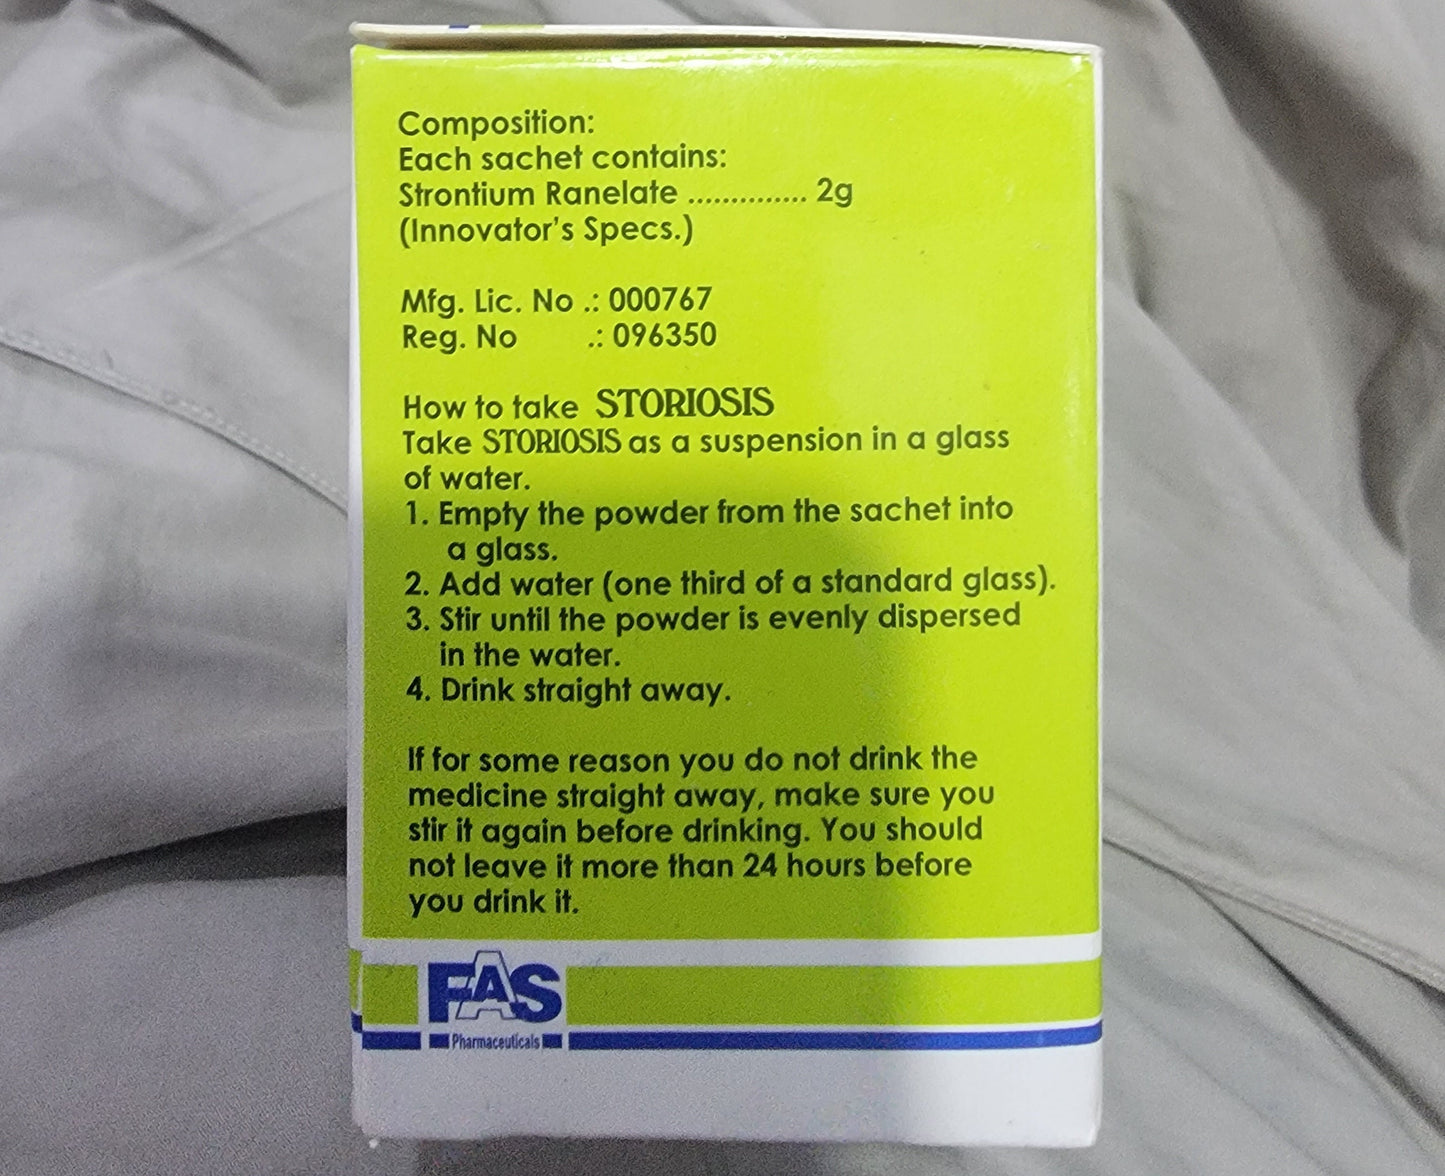 Composition:
Each sachet contains:
Strontium Ranelate .............. 2g
(Innovator's Specs.)
Mfg. Lic. No .: 000767
Reg. No .: 096350
How to take STORIOSIS
Take STORIOSIS as a suspension in a glass
of water.
1. Empty the powder from the sachet into
a glass.
2. Add water (one third of a standard glass).
3. Stir until the powder is evenly dispersed
in the water.
4. Drink straight away.
If for some reason you do not drink the
medicine straight away, make sure you
stir it again before drinking. You should
not leave it more than 24 hours before
you drink it.
FAS
Pharmaceuticals